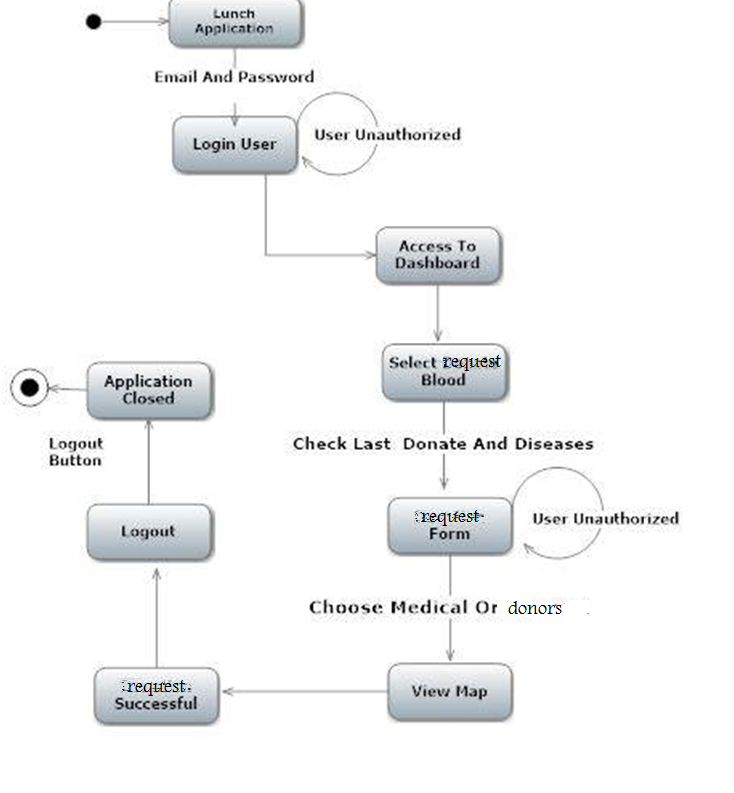 Lunch
Application
Email And Password
User Unauthorized
Login User
Access To
Dashboard
Select request
Blood
Application
Closed
Logout
Button
Check Last Donate And Diseases
request
Form
User Unauthorized
Logout
Choose Medical Or donors
request
Successful
View Map